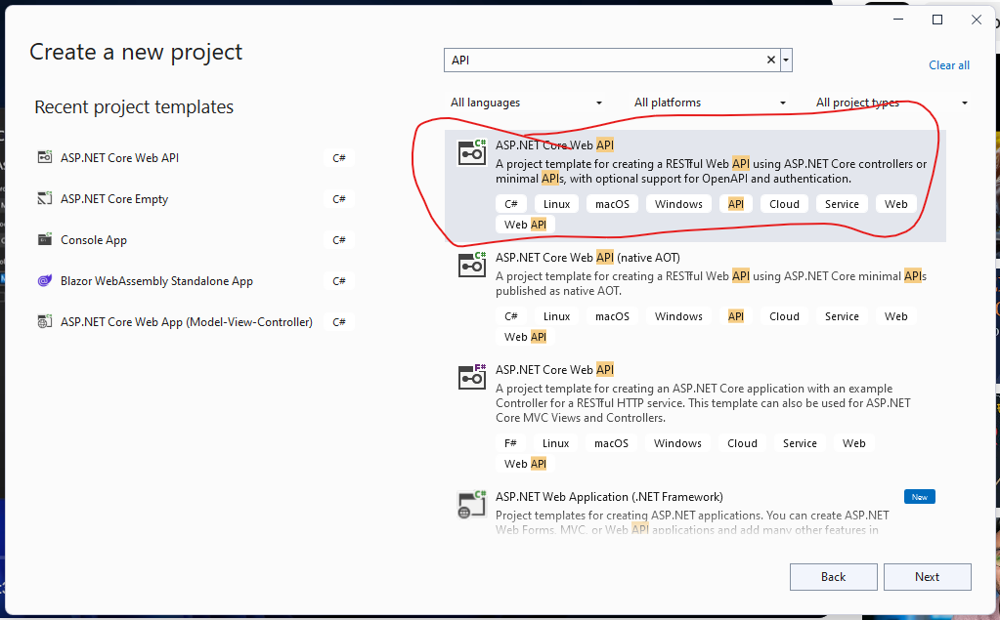 Create a new project
API
Clear all
Recent project templates
All languages
All platforms
All project types
ASP.NET Core Web API
C#
ASP.NET Core Empty
C#
Console App
C#
Blazor WebAssembly Standalone App
C#
ASP.NET Core Web App (Model-View-Controller)
C#
C#
ASP.NET Core Web API
A project template for creating a RESTful Web API using ASP.NET Core controllers or
minimal APIs, with optional support for OpenAPI and authentication.
C# Linux macOS Windows API Cloud Service Web
Web API
C#
ASP.NET Core Web API (native AOT)
A project template for creating a RESTful Web API using ASP.NET Core minimal APIs
published as native AOT.
C# Linux macOS Windows API Cloud Service Web
Web API
F#
ASP.NET Core Web API
A project template for creating an ASP.NET Core application with an example
Controller for a RESTful HTTP service. This template can also be used for ASP.NET
Core MVC Views and Controllers.
F# Linux macOS Windows Cloud Service Web
Web API
C#
ASP.NET Web Application (.NET Framework)
New
Project templates for creating ASP.NET applications. You can create ASP.NET
Web Forms, MVC, or Web API applications and add many other features in
Back
Next